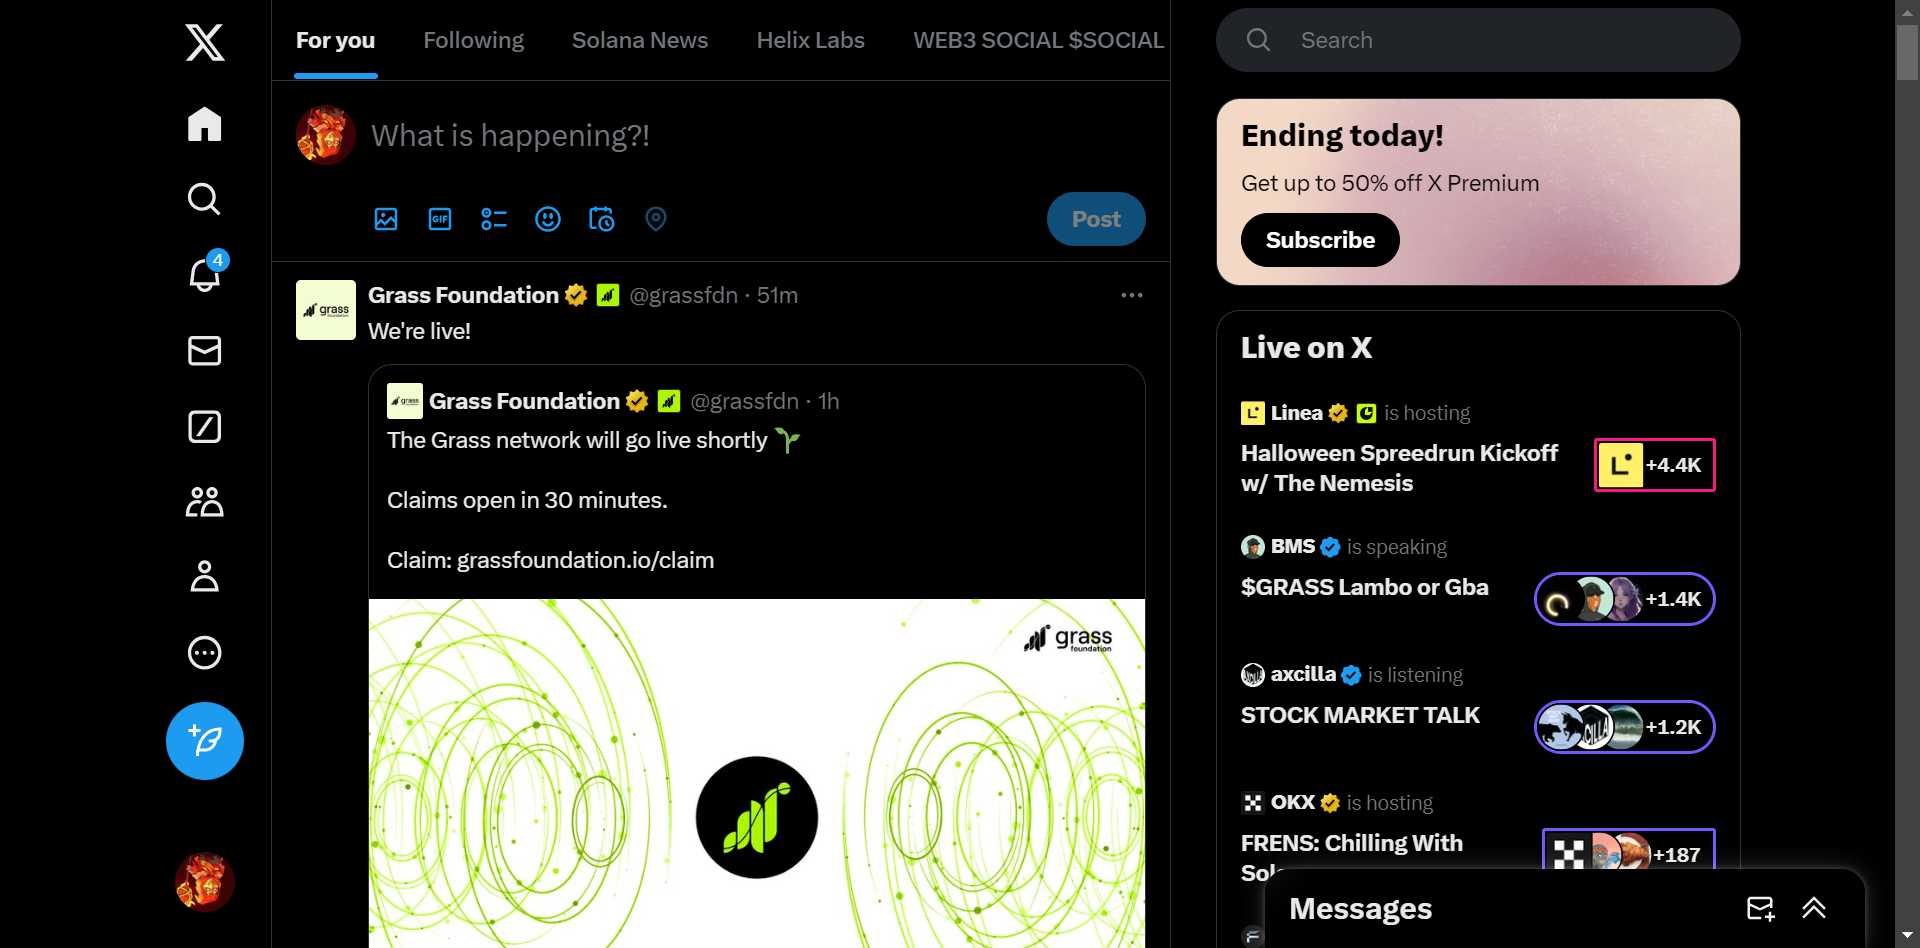 For you
Following
Solana News
Helix Labs
WEB3 SOCIAL $SOCIAL
What is happening?!
GIF
Post
4
Grass Foundation @grassfdn · 51m
We're live!
grass
foundation
Grass Foundation @grassfdn · 1h
The Grass network will go live shortly
Claims open in 30 minutes.
Claim: grassfoundation.io/claim
grass
grass
foundation
Search
Ending today!
Get up to 50% off X Premium
Subscribe
Live on X
Linea is hosting
Halloween Spreedrun Kickoff
w/ The Nemesis
+4.4K
BMS is speaking
$GRASS Lambo or Gba
+1.4K
axcilla is listening
STOCK MARKET TALK
+1.2K
OKX is hosting
FRENS: Chilling With
+187
Messages